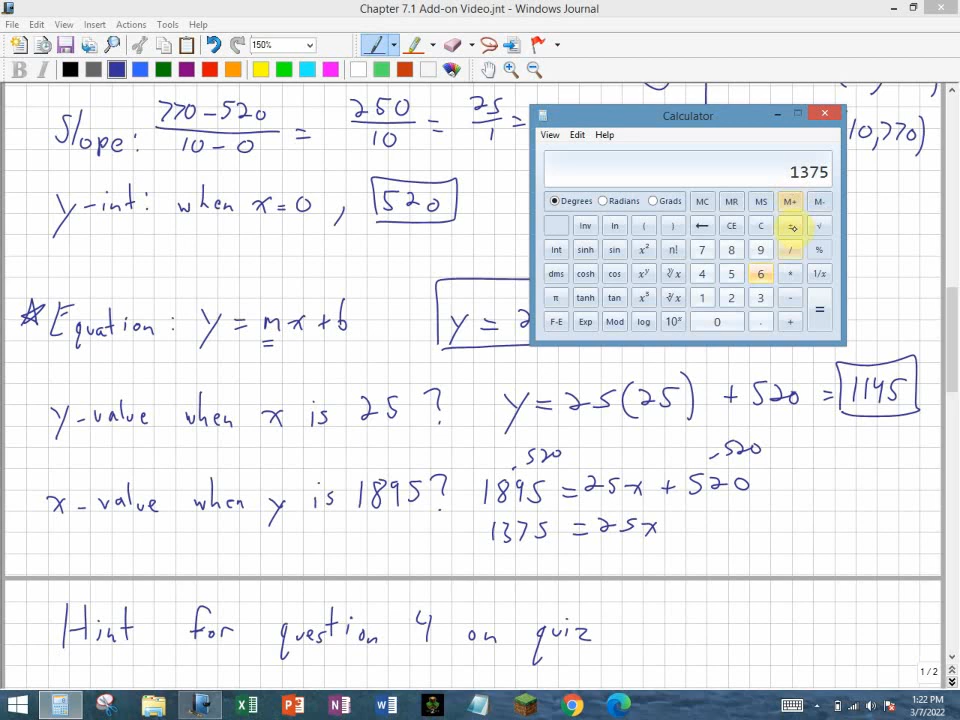 Chapter 7.1 Add-on Video.jnt - Windows Journal
File Edit View Insert Actions Tools Help
150%
B I
Slope: 770 - 520 / 10 - 0 = 250 / 10 = 25 / 1 =
10,770)
y-int: when x = 0 , 520
Calculator
View Edit Help
1375
Degrees Radians Grads MC MR MS M+ M-
Inv ln ( ) ← CE C ± √
Int sinh sin x² n! 7 8 9 / %
dms cosh cos xʸ ʸ√x 4 5 6 * 1/x
π tanh tan x³ ³√x 1 2 3 - =
F-E Exp Mod log 10ˣ 0 . +
* Equation: y = mx + b y = 2
y-value when x is 25? y = 25(25) + 520 = 1145
-520 -520
x-value when y is 1895? 1895 = 25x + 520
1375 = 25x
Hint for question 4 on quiz
1 / 2
1:22 PM
3/7/2022